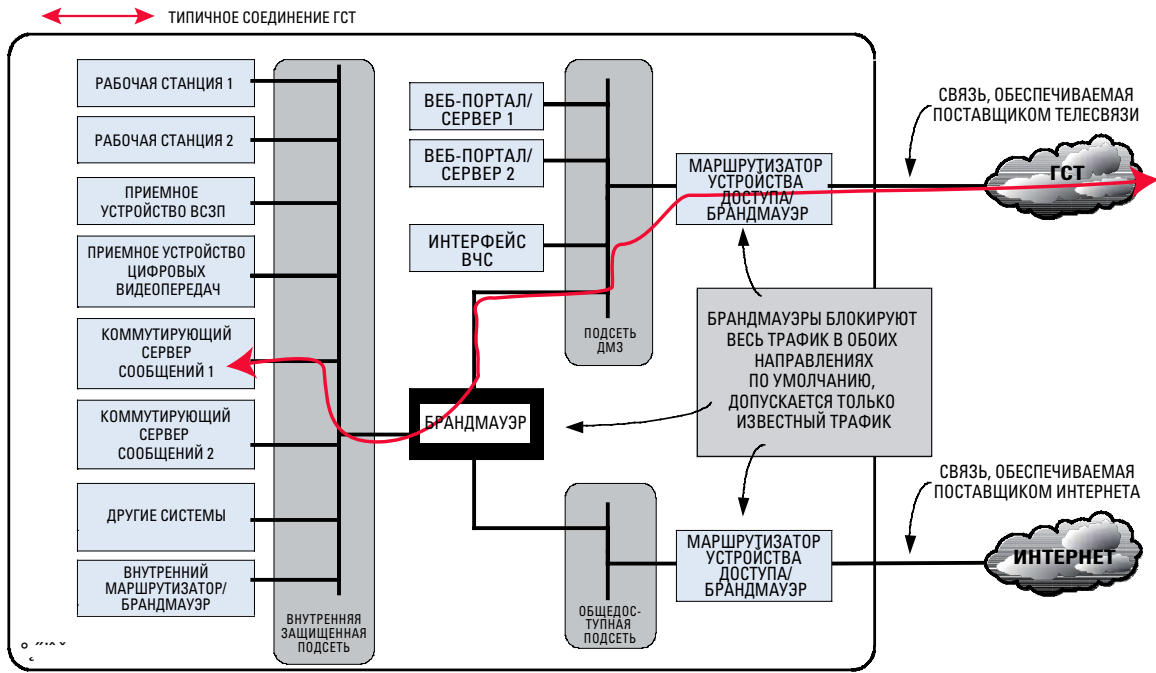 ТИПИЧНОЕ СОЕДИНЕНИЕ ГСТ
РАБОЧАЯ СТАНЦИЯ 1
РАБОЧАЯ СТАНЦИЯ 2
ПРИЕМНОЕ
УСТРОЙСТВО ВСЗП
ПРИЕМНОЕ УСТРОЙСТВО
ЦИФРОВЫХ
ВИДЕОПЕРЕДАЧ
КОММУТИРУЮЩИЙ
СЕРВЕР
СООБЩЕНИЙ 1
КОММУТИРУЮЩИЙ
СЕРВЕР
СООБЩЕНИЙ 2
ДРУГИЕ СИСТЕМЫ
ВНУТРЕННИЙ
МАРШРУТИЗАТОР/
БРАНДМАУЭР
ВНУТРЕННЯЯ
ЗАЩИЩЕННАЯ
ПОДСЕТЬ
ВЕБ-ПОРТАЛ/
СЕРВЕР 1
ВЕБ-ПОРТАЛ/
СЕРВЕР 2
ИНТЕРФЕЙС
ВЧС
БРАНДМАУЭР
ПОДСЕТЬ
ДМЗ
ОБЩЕДОС-
ТУПНАЯ
ПОДСЕТЬ
МАРШРУТИЗАТОР
УСТРОЙСТВА
ДОСТУПА/
БРАНДМАУЭР
БРАНДМАУЭРЫ БЛОКИРУЮТ
ВЕСЬ ТРАФИК В ОБОИХ
НАПРАВЛЕНИЯХ
ПО УМОЛЧАНИЮ,
ДОПУСКАЕТСЯ ТОЛЬКО
ИЗВЕСТНЫЙ ТРАФИК
МАРШРУТИЗАТОР
УСТРОЙСТВА
ДОСТУПА/
БРАНДМАУЭР
СВЯЗЬ, ОБЕСПЕЧИВАЕМАЯ
ПОСТАВЩИКОМ ТЕЛЕСВЯЗИ
ГСТ
СВЯЗЬ, ОБЕСПЕЧИВАЕМАЯ
ПОСТАВЩИКОМ ИНТЕРНЕТА
ИНТЕРНЕТ